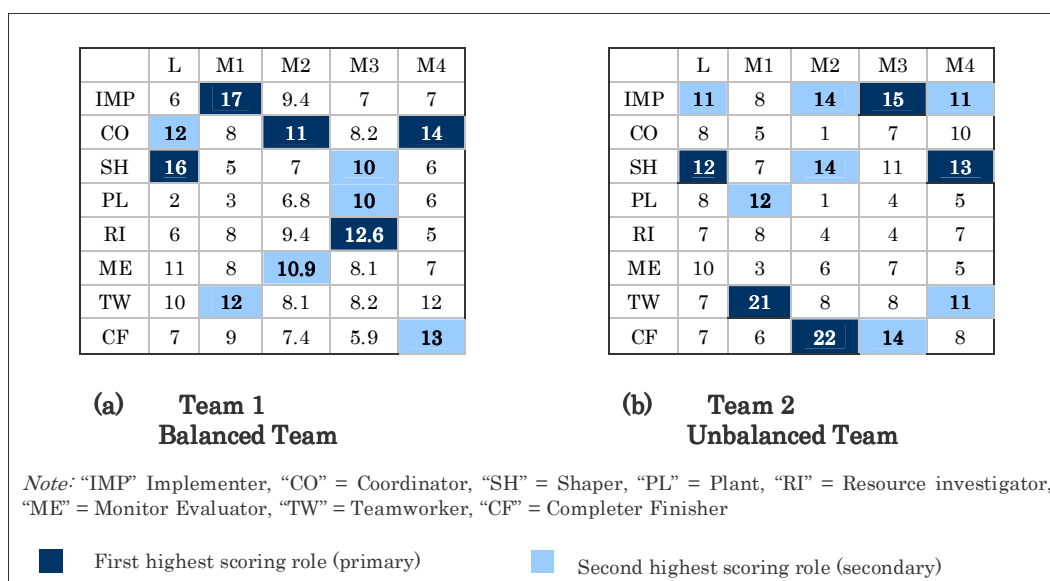 L M1 M2 M3 M4
IMP 6 17 9.4 7 7
CO 12 8 11 8.2 14
SH 16 5 7 10 6
PL 2 3 6.8 10 6
RI 6 8 9.4 12.6 5
ME 11 8 10.9 8.1 7
TW 10 12 8.1 8.2 12
CF 7 9 7.4 5.9 13
(a) Team 1
Balanced Team
L M1 M2 M3 M4
IMP 11 8 14 15 11
CO 8 5 1 7 10
SH 12 7 14 11 13
PL 8 12 1 4 5
RI 7 8 4 4 7
ME 10 3 6 7 5
TW 7 21 8 8 11
CF 7 6 22 14 8
(b) Team 2
Unbalanced Team
Note: “IMP” Implementer, “CO” = Coordinator, “SH” = Shaper, “PL” = Plant, “RI” = Resource investigator,
“ME” = Monitor Evaluator, “TW” = Teamworker, “CF” = Completer Finisher
First highest scoring role (primary)
Second highest scoring role (secondary)